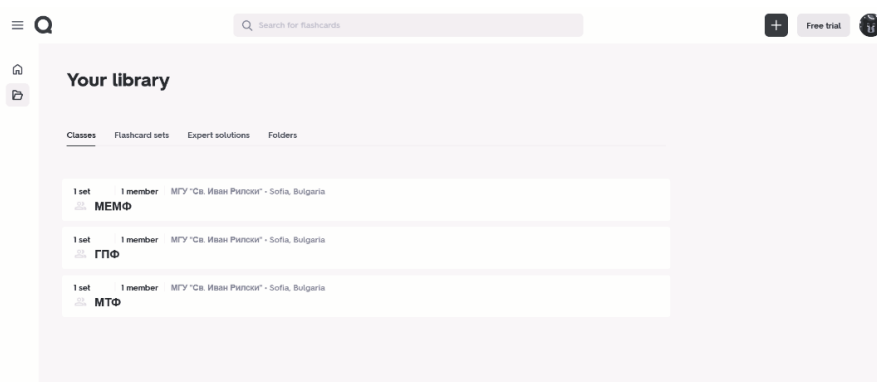 Search for flashcards
Free trial
Your library
Classes Flashcard sets Expert solutions Folders
1 set 1 member МГУ "Св. Иван Рилски" - Sofia, Bulgaria
МЕМФ
1 set 1 member МГУ "Св. Иван Рилски" - Sofia, Bulgaria
ГПФ
1 set 1 member МГУ "Св. Иван Рилски" - Sofia, Bulgaria
МТФ